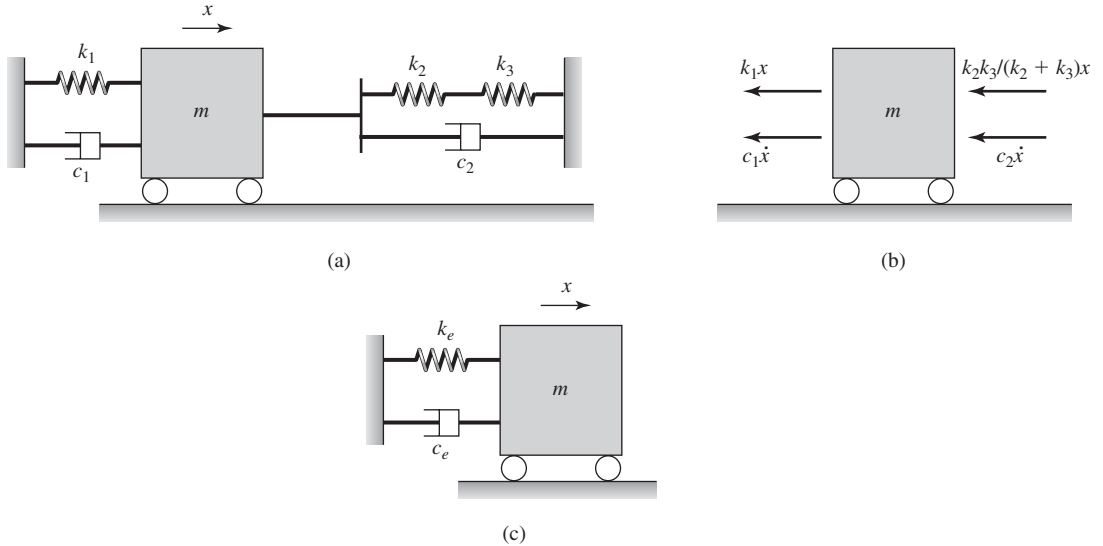 x
k₁
m
k₂
k₃
c₁
c₂
(a)
k₁x
k₂k₃/(k₂ + k₃)x
m
c₁ẋ
c₂ẋ
(b)
x
kₑ
m
cₑ
(c)